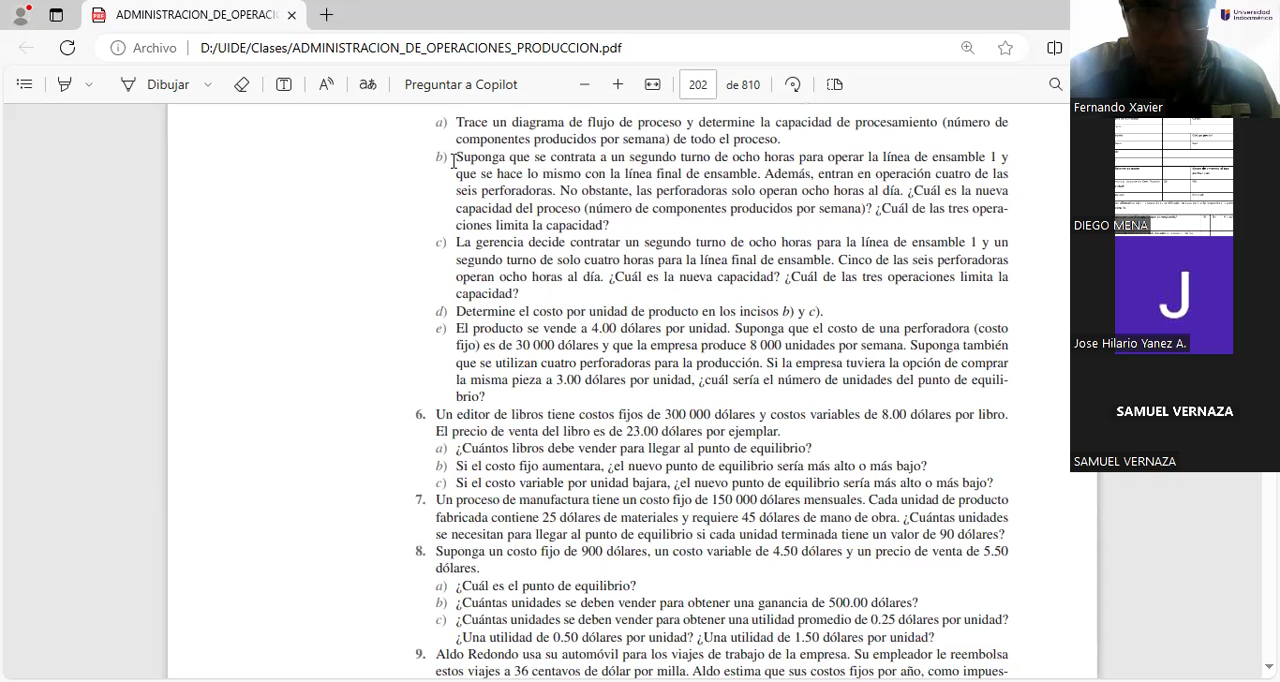 ADMINISTRACION_DE_OPERACI
Archivo
D:/UIDE/Clases/ADMINISTRACION_DE_OPERACIONES_PRODUCCION.pdf
Dibujar
Preguntar a Copilot
202
de 810
a) Trace un diagrama de flujo de proceso y determine la capacidad de procesamiento (número de
componentes producidos por semana) de todo el proceso.
b) Suponga que se contrata a un segundo turno de ocho horas para operar la línea de ensamble 1 y
que se hace lo mismo con la línea final de ensamble. Además, entran en operación cuatro de las
seis perforadoras. No obstante, las perforadoras solo operan ocho horas al día. ¿Cuál es la nueva
capacidad del proceso (número de componentes producidos por semana)? ¿Cuál de las tres opera-
ciones limita la capacidad?
c) La gerencia decide contratar un segundo turno de ocho horas para la línea de ensamble 1 y un
segundo turno de solo cuatro horas para la línea final de ensamble. Cinco de las seis perforadoras
operan ocho horas al día. ¿Cuál es la nueva capacidad? ¿Cuál de las tres operaciones limita la
capacidad?
d) Determine el costo por unidad de producto en los incisos b) y c).
e) El producto se vende a 4.00 dólares por unidad. Suponga que el costo de una perforadora (costo
fijo) es de 30 000 dólares y que la empresa produce 8 000 unidades por semana. Suponga también
que se utilizan cuatro perforadoras para la producción. Si la empresa tuviera la opción de comprar
la misma pieza a 3.00 dólares por unidad, ¿cuál sería el número de unidades del punto de equili-
brio?
6. Un editor de libros tiene costos fijos de 300 000 dólares y costos variables de 8.00 dólares por libro.
El precio de venta del libro es de 23.00 dólares por ejemplar.
a) ¿Cuántos libros debe vender para llegar al punto de equilibrio?
b) Si el costo fijo aumentara, ¿el nuevo punto de equilibrio sería más alto o más bajo?
c) Si el costo variable por unidad bajara, ¿el nuevo punto de equilibrio sería más alto o más bajo?
7. Un proceso de manufactura tiene un costo fijo de 150 000 dólares mensuales. Cada unidad de producto
fabricada contiene 25 dólares de materiales y requiere 45 dólares de mano de obra. ¿Cuántas unidades
se necesitan para llegar al punto de equilibrio si cada unidad terminada tiene un valor de 90 dólares?
8. Suponga un costo fijo de 900 dólares, un costo variable de 4.50 dólares y un precio de venta de 5.50
dólares.
a) ¿Cuál es el punto de equilibrio?
b) ¿Cuántas unidades se deben vender para obtener una ganancia de 500.00 dólares?
c) ¿Cuántas unidades se deben vender para obtener una utilidad promedio de 0.25 dólares por unidad?
¿Una utilidad de 0.50 dólares por unidad? ¿Una utilidad de 1.50 dólares por unidad?
9. Aldo Redondo usa su automóvil para los viajes de trabajo de la empresa. Su empleador le reembolsa
estos viajes a 36 centavos de dólar por milla. Aldo estima que sus costos fijos por año, como impues-
Universidad
Indoamérica
Fernando Xavier
DIEGO MENA
J
Jose Hilario Yanez A.
SAMUEL VERNAZA
SAMUEL VERNAZA